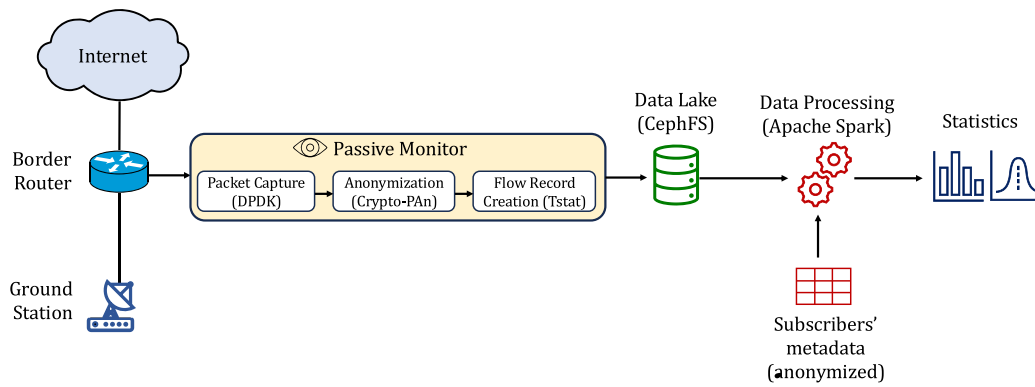 Internet
Border
Router
Passive Monitor
Packet Capture
(DPDK)
Anonymization
(Crypto-PAn)
Flow Record
Creation (Tstat)
Ground
Station
Data Lake
(CephFS)
Data Processing
(Apache Spark)
Statistics
Subscribers’
metadata
(anonymized)